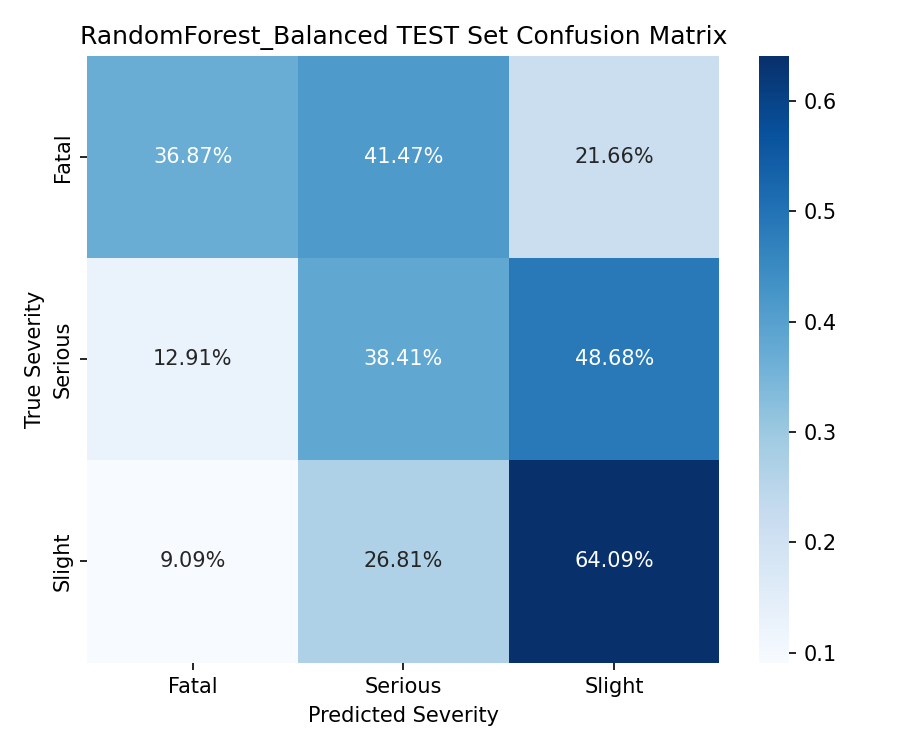 RandomForest_Balanced TEST Set Confusion Matrix
True Severity
Fatal
36.87% 41.47% 21.66%
Serious
12.91% 38.41% 48.68%
Slight
9.09% 26.81% 64.09%
Fatal Serious Slight
Predicted Severity
0.6
0.5
0.4
0.3
0.2
0.1